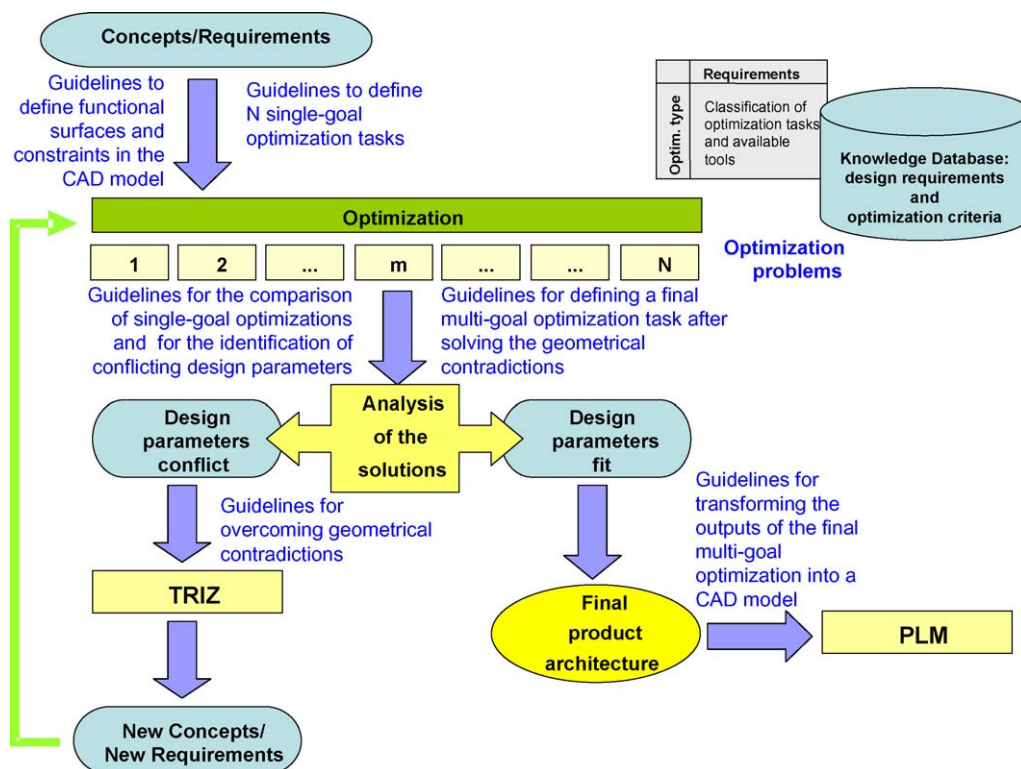 Concepts/Requirements
Guidelines to
define functional
surfaces and
constraints in the
CAD model
Guidelines to define
N single-goal
optimization tasks
Requirements
Optim. type
Classification of
optimization tasks
and available
tools
Knowledge Database:
design requirements
and
optimization criteria
Optimization
1
2
...
m
...
...
N
Optimization
problems
Guidelines for the comparison
of single-goal optimizations
and for the identification of
conflicting design parameters
Guidelines for defining a final
multi-goal optimization task after
solving the geometrical
contradictions
Design
parameters
conflict
Analysis
of the
solutions
Design
parameters
fit
Guidelines for
overcoming geometrical
contradictions
Guidelines for
transforming the
outputs of the final
multi-goal
optimization into a
CAD model
TRIZ
Final
product
architecture
PLM
New Concepts/
New Requirements